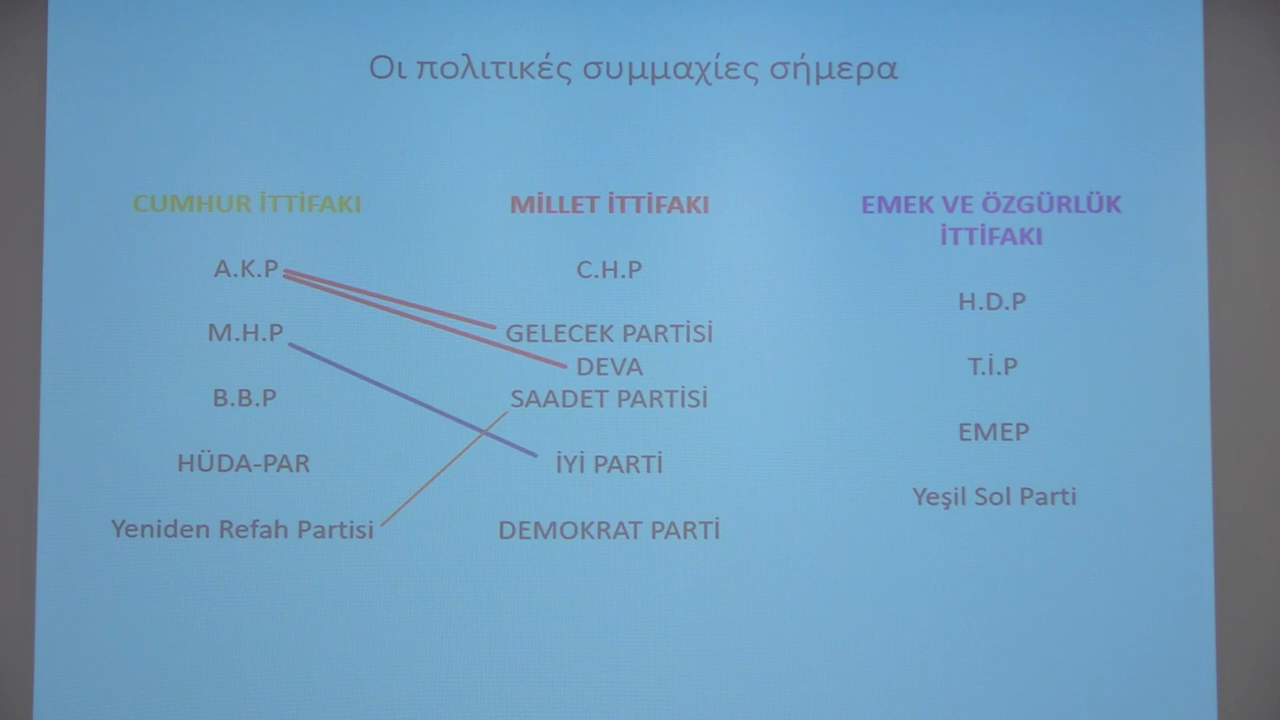 Οι πολιτικές συμμαχίες σήμερα
CUMHUR İTTİFAKI
A.K.P
M.H.P
B.B.P
HÜDA-PAR
Yeniden Refah Partisi
MİLLET İTTİFAKI
C.H.P
GELECEK PARTİSİ
DEVA
SAADET PARTİSİ
İYİ PARTİ
DEMOKRAT PARTİ
EMEK VE ÖZGÜRLÜK
İTTİFAKI
H.D.P
T.İ.P
EMEP
Yeşil Sol Parti